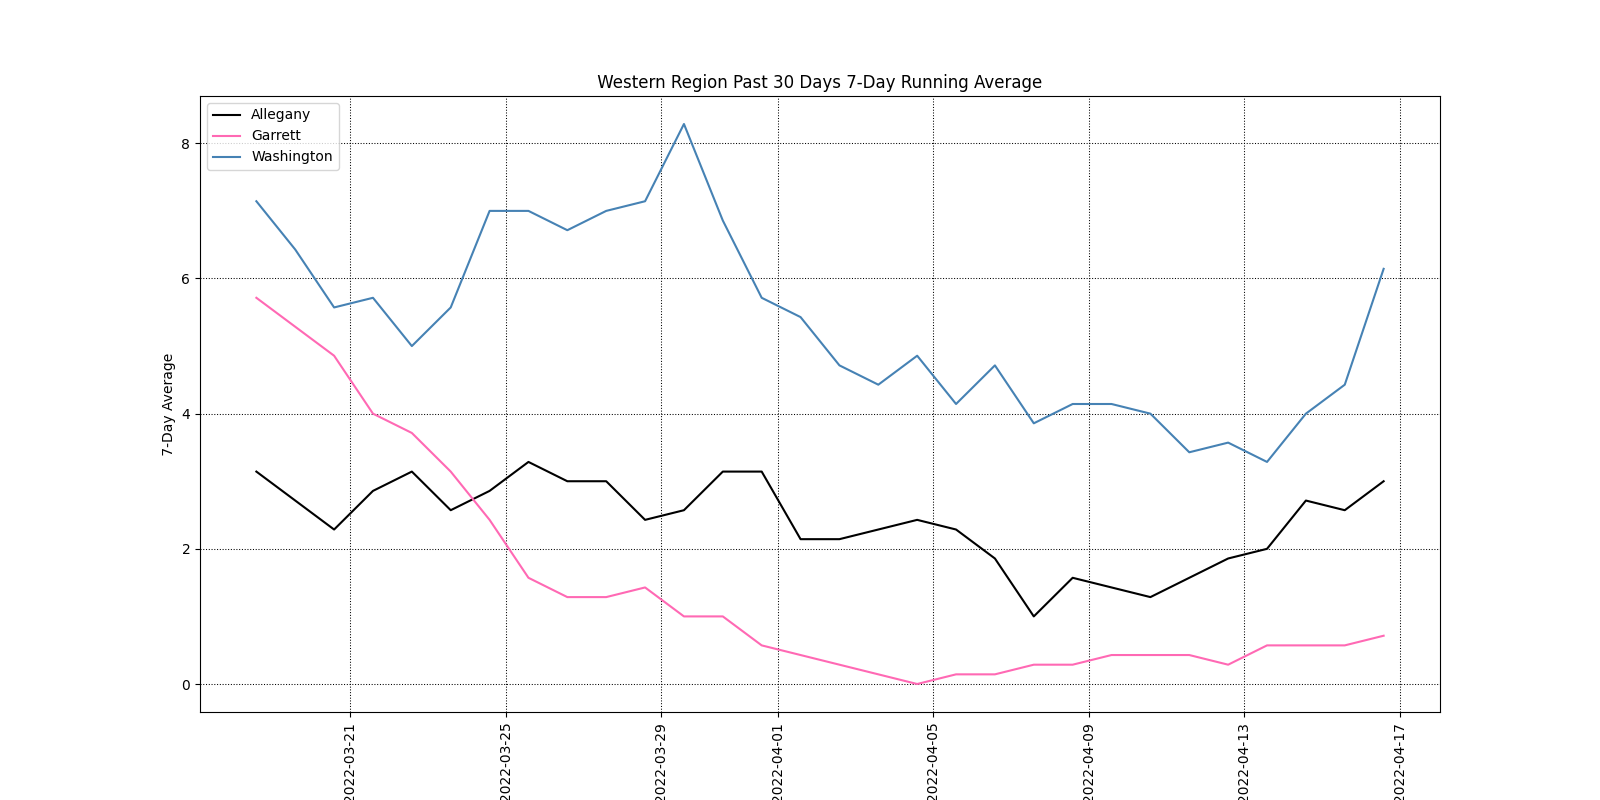 Western Region Past 30 Days 7-Day Running Average
Allegany
Garrett
Washington
8
6
4
2
0
7-Day Average
2022-03-21
2022-03-25
2022-03-29
2022-04-01
2022-04-05
2022-04-09
2022-04-13
2022-04-17